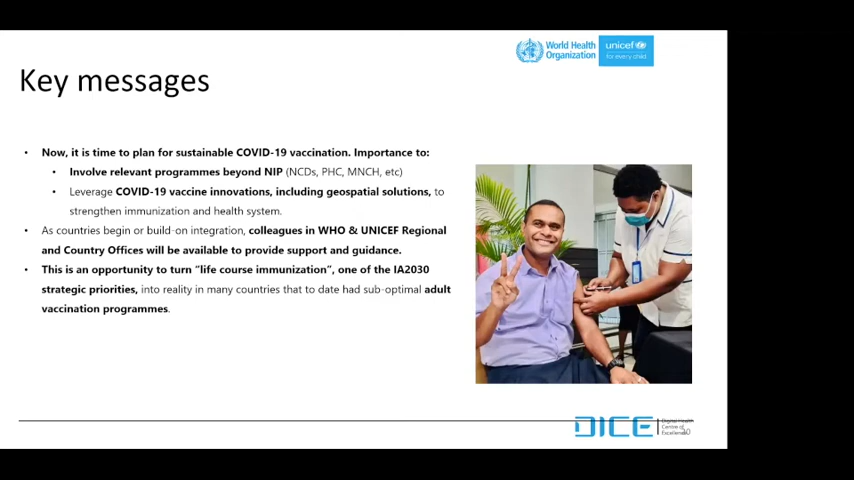 World Health
Organization
unicef
for every child
Key messages
• Now, it is time to plan for sustainable COVID-19 vaccination. Importance to:
• Involve relevant programmes beyond NIP (NCDs, PHC, MNCH, etc)
• Leverage COVID-19 vaccine innovations, including geospatial solutions, to
strengthen immunization and health system.
• As countries begin or build-on integration, colleagues in WHO & UNICEF Regional
and Country Offices will be available to provide support and guidance.
• This is an opportunity to turn "life course immunization", one of the IA2030
strategic priorities, into reality in many countries that to date had sub-optimal adult
vaccination programmes.
DICE
Digital Health
Centre of
Excellence